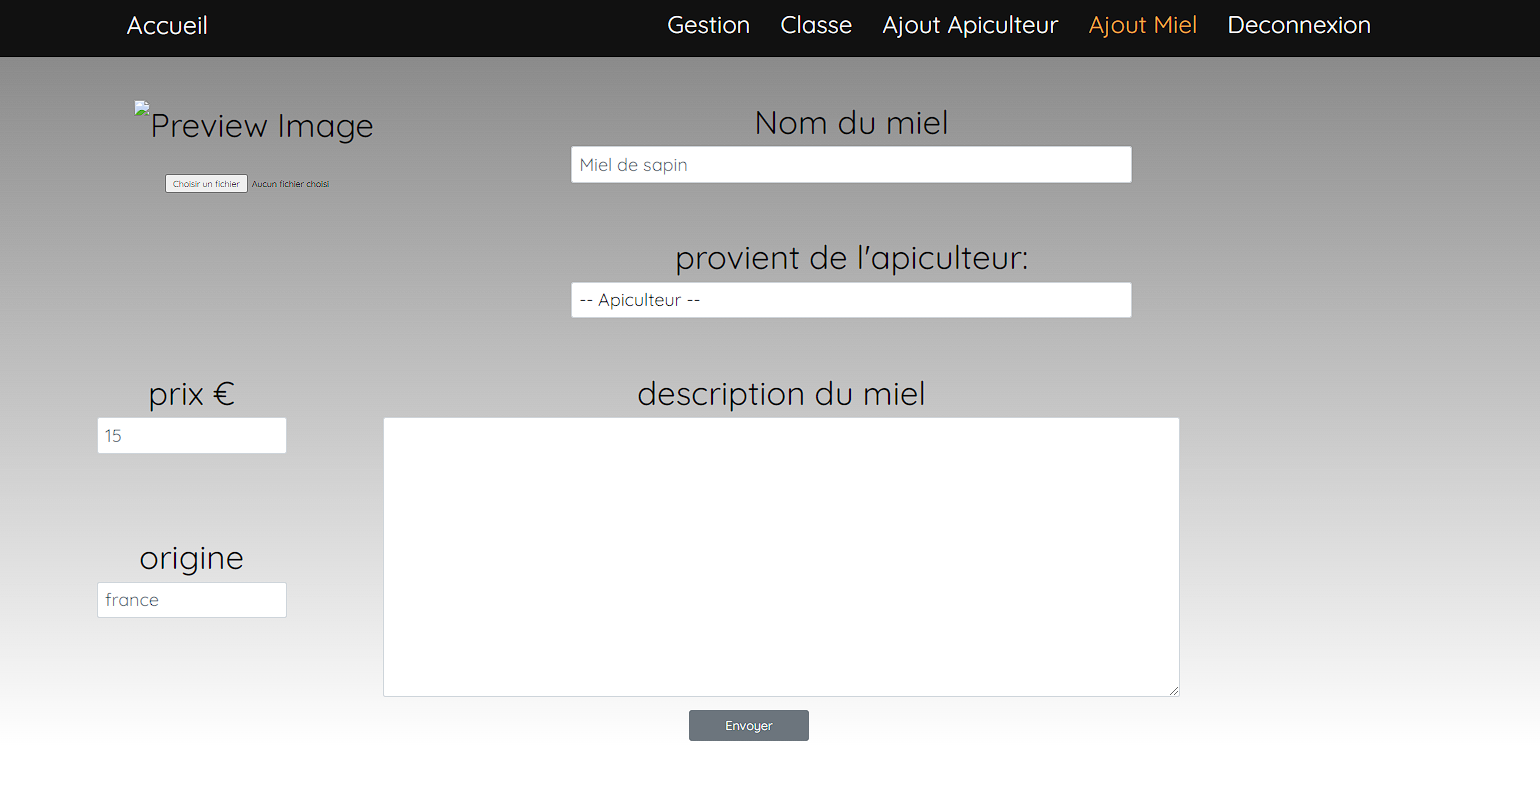 Accueil
Gestion Classe Ajout Apiculteur Ajout Miel Deconnexion
Preview Image
Choisir un fichier Aucun fichier choisi
Nom du miel
Miel de sapin
provient de l'apiculteur:
-- Apiculteur --
prix €
15
origine
france
description du miel
Envoyer